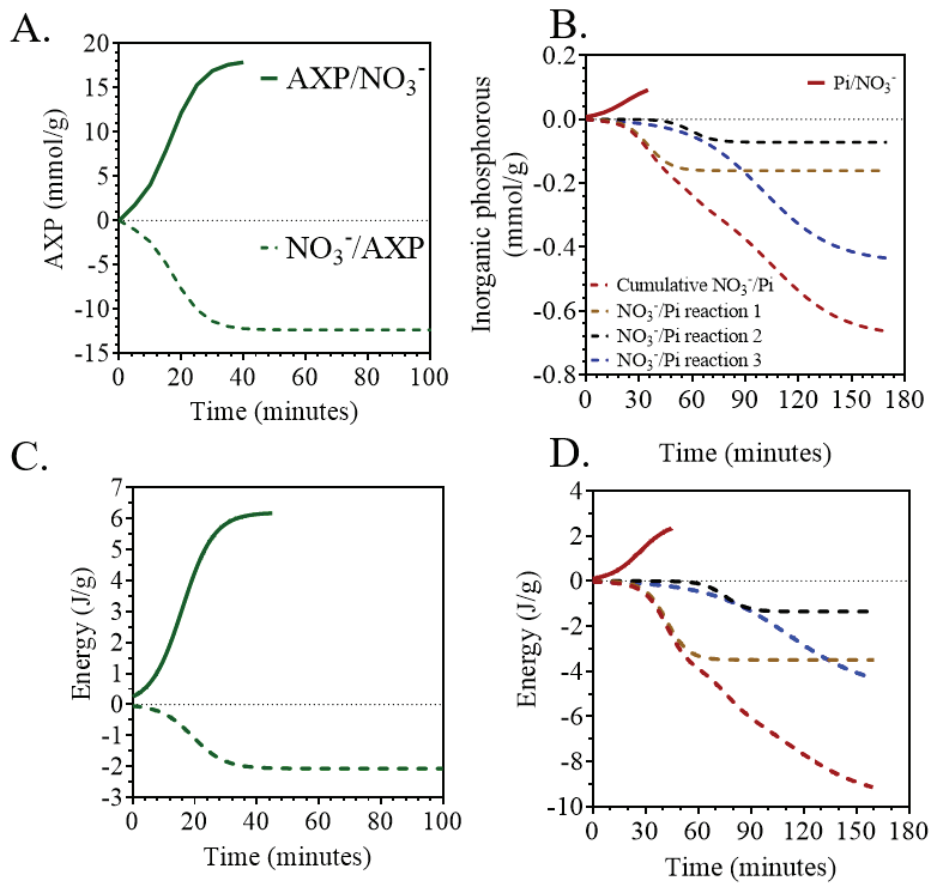 A.
AXP (mmol/g)
20
15
10
5
0
-5
-10
-15
AXP/NO₃⁻
NO₃⁻/AXP
0 20 40 60 80 100
Time (minutes)
B.
Inorganic phosphorous
(mmol/g)
0.2
0.0
-0.2
-0.4
-0.6
-0.8
Pi/NO₃⁻
Cumulative NO₃⁻/Pi
NO₃⁻/Pi reaction 1
NO₃⁻/Pi reaction 2
NO₃⁻/Pi reaction 3
0 30 60 90 120 150 180
Time (minutes)
C.
Energy (J/g)
7
6
5
4
3
2
1
0
-1
-2
-3
0 20 40 60 80 100
Time (minutes)
D.
Energy (J/g)
4
2
0
-2
-4
-6
-8
-10
0 30 60 90 120 150 180
Time (minutes)